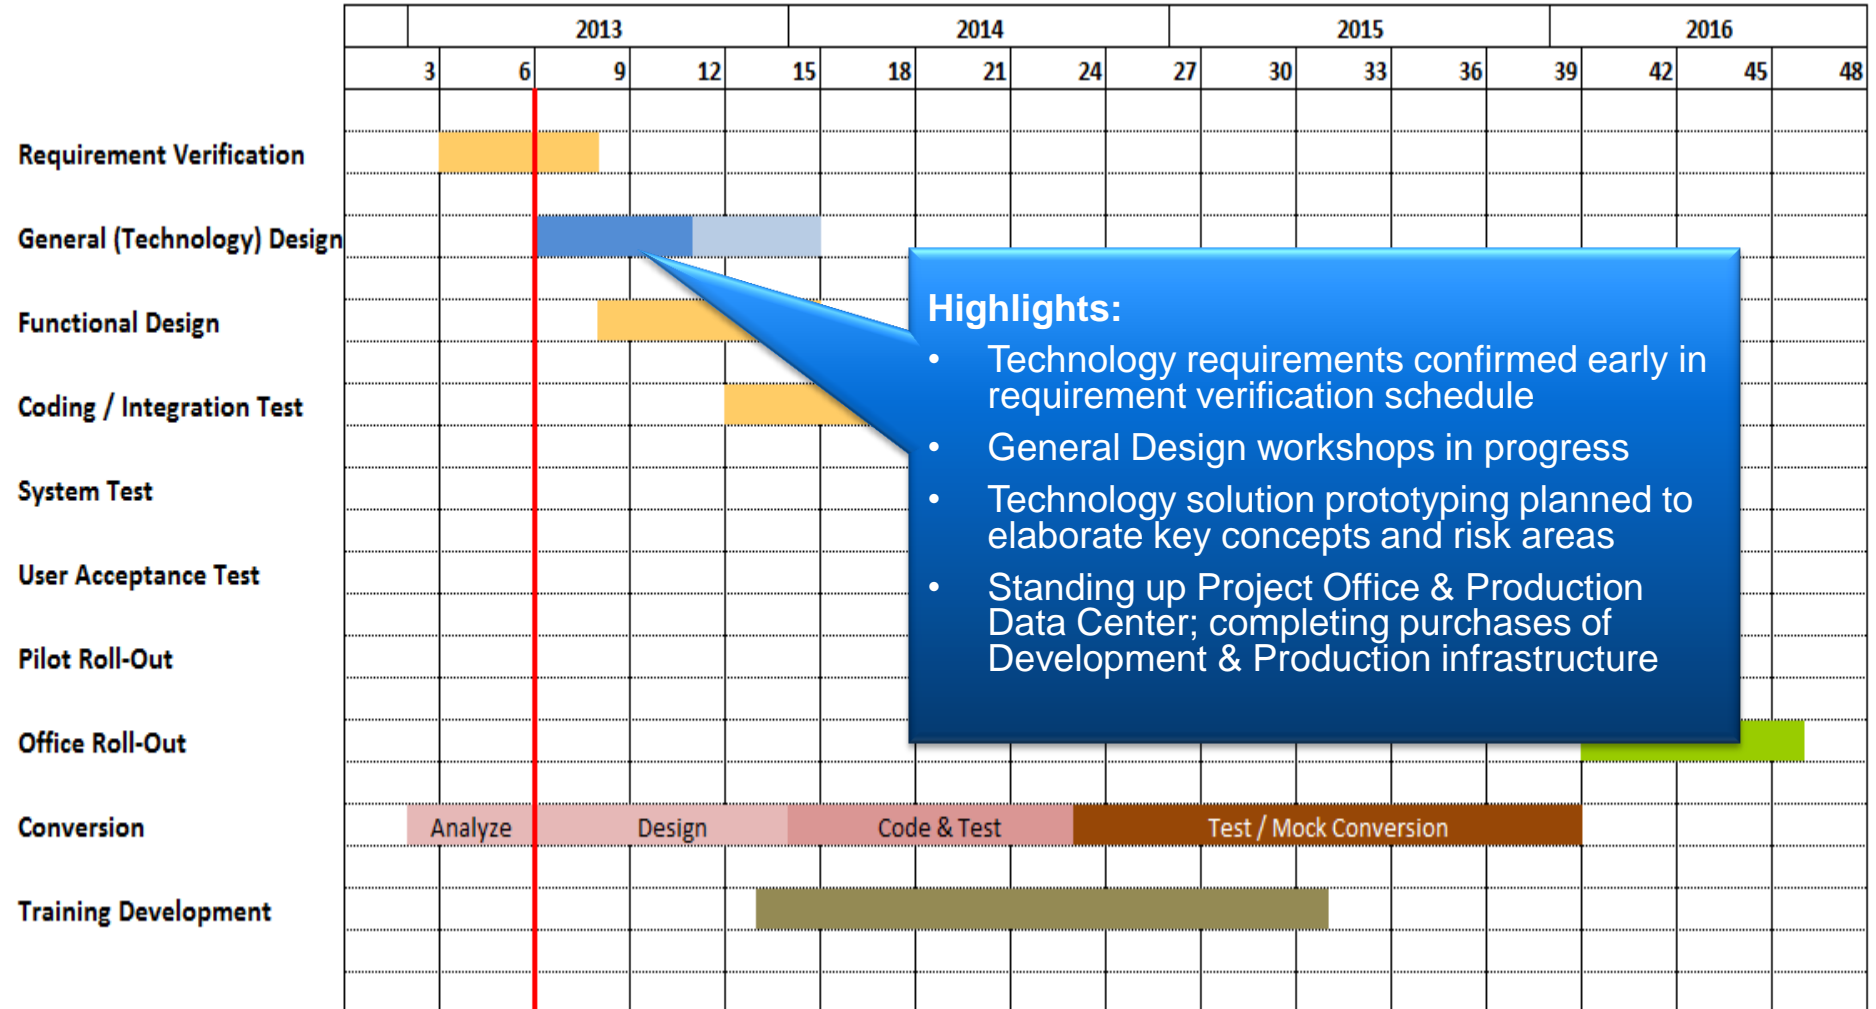 2013 2014 2015 2016
3 6 9 12 15 18 21 24 27 30 33 36 39 42 45 48
Requirement Verification
General (Technology) Design
Functional Design
Coding / Integration Test
System Test
User Acceptance Test
Pilot Roll-Out
Office Roll-Out
Conversion
Analyze Design Code & Test Test / Mock Conversion
Training Development
Highlights:
• Technology requirements confirmed early in
requirement verification schedule
• General Design workshops in progress
• Technology solution prototyping planned to
elaborate key concepts and risk areas
• Standing up Project Office & Production
Data Center; completing purchases of
Development & Production infrastructure